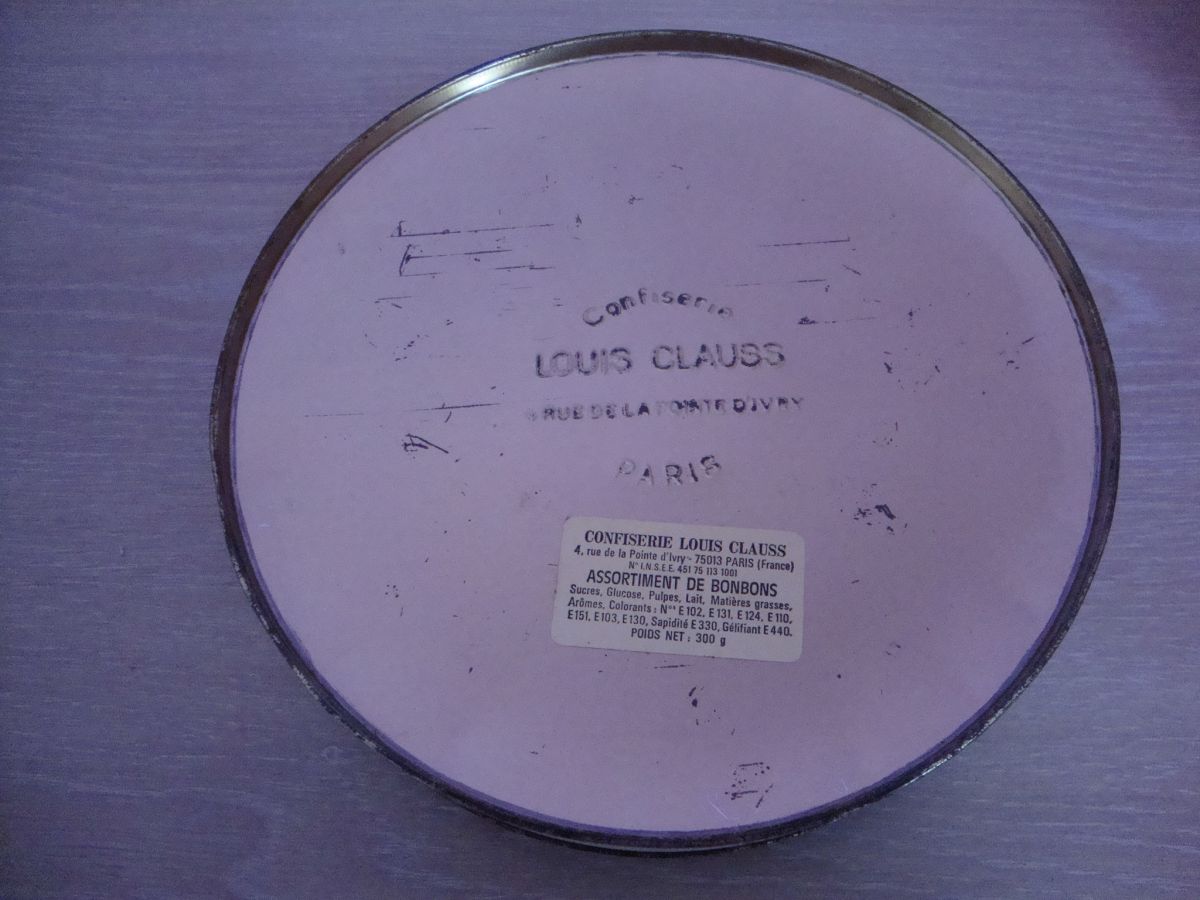 Confiserie
LOUIS CLAUSS
RUE DE LA POINTE D'IVRY
PARIS
CONFISERIE LOUIS CLAUSS
4, rue de la Pointe d'Ivry - 75013 PARIS (France)
N° I.N.S.E.E. 451 75 113 1001
ASSORTIMENT DE BONBONS
Sucres, Glucose, Pulpes, Lait, Matières grasses,
Arômes, Colorants : Nos E 102, E 131, E 124, E 110,
E 151, E 103, E 130, Sapidité E 330, Gélifiant E 440.
POIDS NET : 300 g